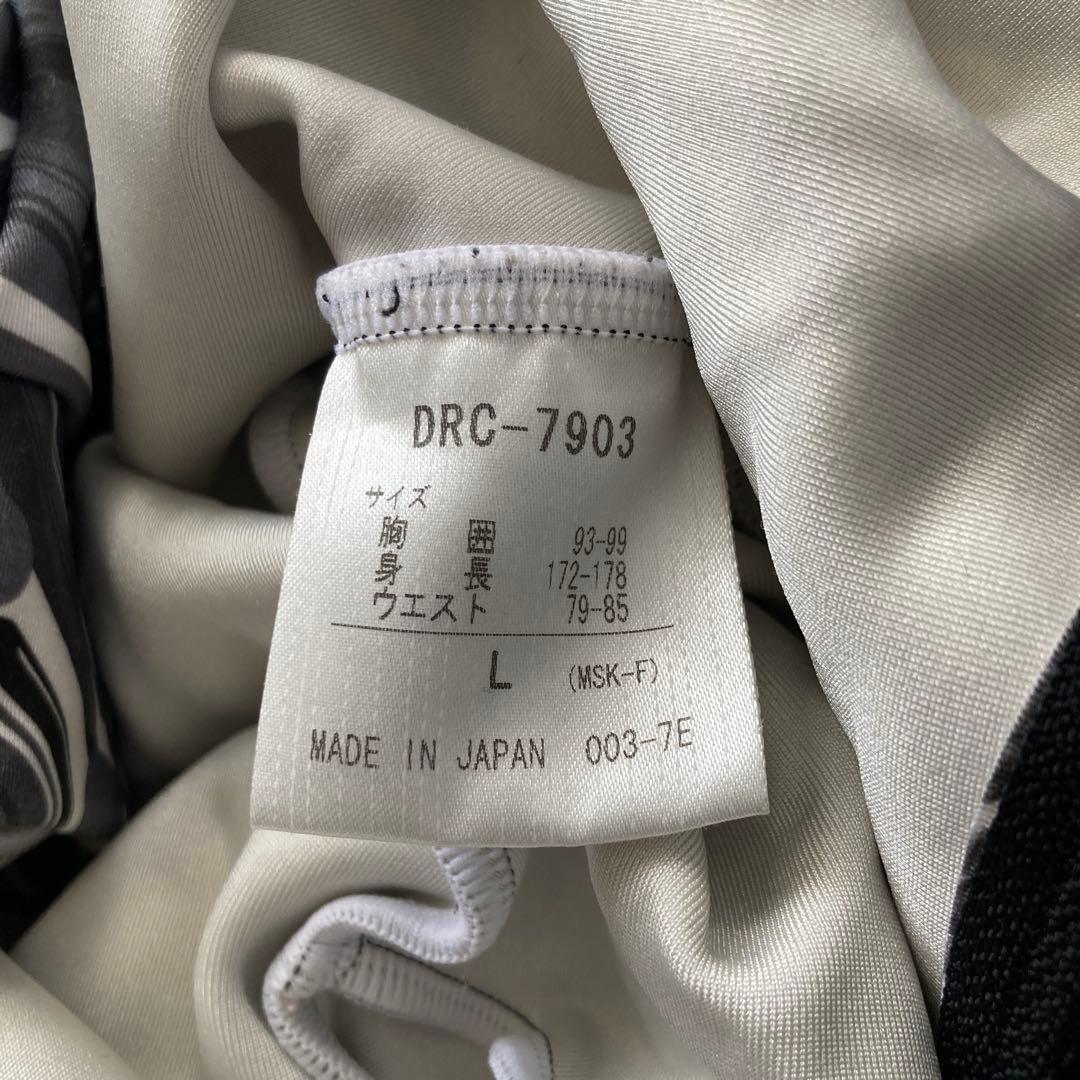 DRC-7903
サイズ
胸 囲 93-99
身 長 172-178
ウエスト 79-85
L (MSK-F)
MADE IN JAPAN 003-7E